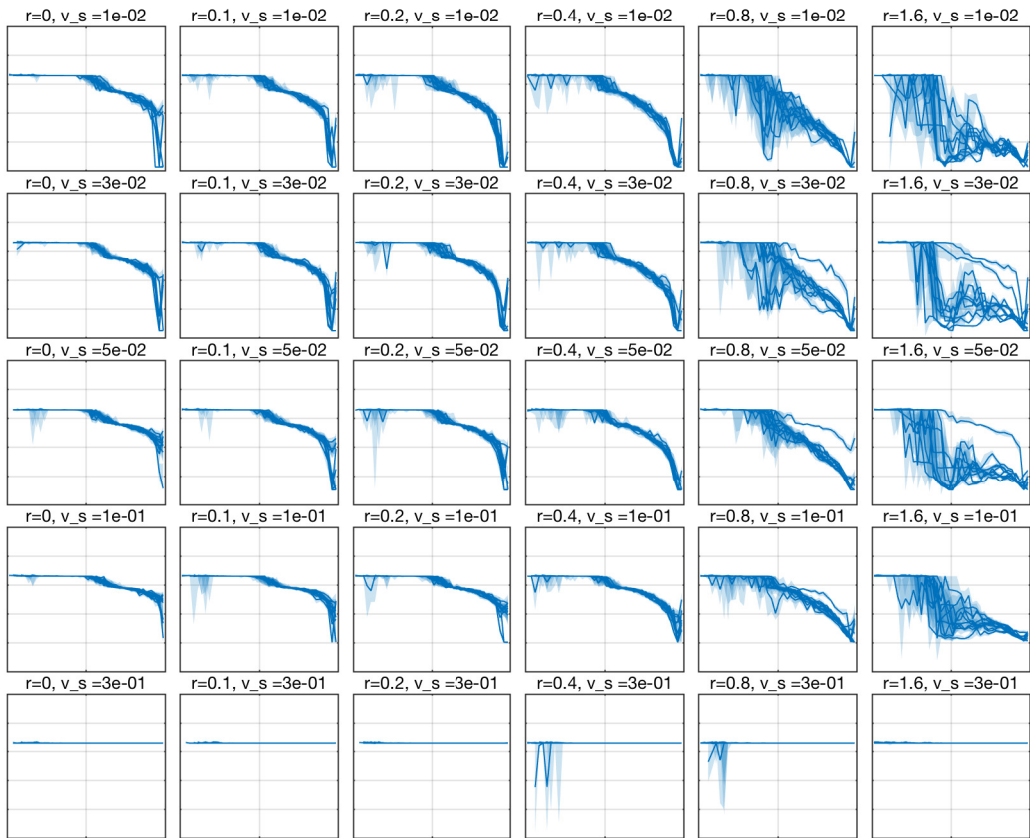 r=0, v_s =1e-02 r=0.1, v_s =1e-02 r=0.2, v_s =1e-02 r=0.4, v_s =1e-02 r=0.8, v_s =1e-02 r=1.6, v_s =1e-02
r=0, v_s =3e-02 r=0.1, v_s =3e-02 r=0.2, v_s =3e-02 r=0.4, v_s =3e-02 r=0.8, v_s =3e-02 r=1.6, v_s =3e-02
r=0, v_s =5e-02 r=0.1, v_s =5e-02 r=0.2, v_s =5e-02 r=0.4, v_s =5e-02 r=0.8, v_s =5e-02 r=1.6, v_s =5e-02
r=0, v_s =1e-01 r=0.1, v_s =1e-01 r=0.2, v_s =1e-01 r=0.4, v_s =1e-01 r=0.8, v_s =1e-01 r=1.6, v_s =1e-01
r=0, v_s =3e-01 r=0.1, v_s =3e-01 r=0.2, v_s =3e-01 r=0.4, v_s =3e-01 r=0.8, v_s =3e-01 r=1.6, v_s =3e-01